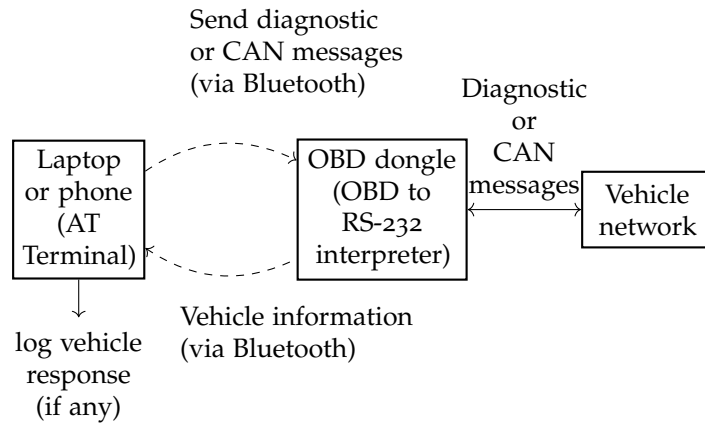 Send diagnostic
or CAN messages
(via Bluetooth)
Diagnostic
or
CAN
messages
Laptop
or phone
(AT
Terminal)
OBD dongle
(OBD to
RS-232
interpreter)
Vehicle
network
Vehicle information
(via Bluetooth)
log vehicle
response
(if any)